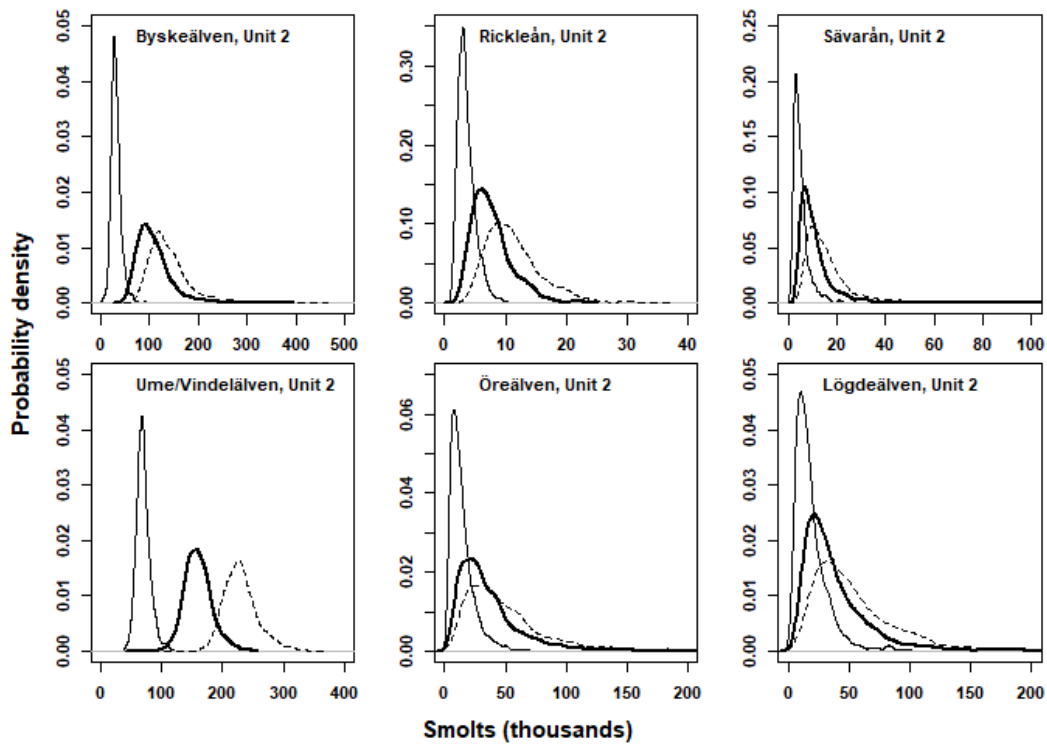 Probability density
Byskeälven, Unit 2
0.00 0.01 0.02 0.03 0.04 0.05
0 100 200 300 400 500
Rickleån, Unit 2
0.00 0.10 0.20 0.30
0 10 20 30 40
Sävarån, Unit 2
0.00 0.05 0.10 0.15 0.20 0.25
0 20 40 60 80 100
Ume/Vindelälven, Unit 2
0.00 0.01 0.02 0.03 0.04 0.05
0 100 200 300 400
Öreälven, Unit 2
0.00 0.02 0.04 0.06
0 50 100 150 200
Lögdeälven, Unit 2
0.00 0.01 0.02 0.03 0.04 0.05
0 50 100 150 200
Smolts (thousands)